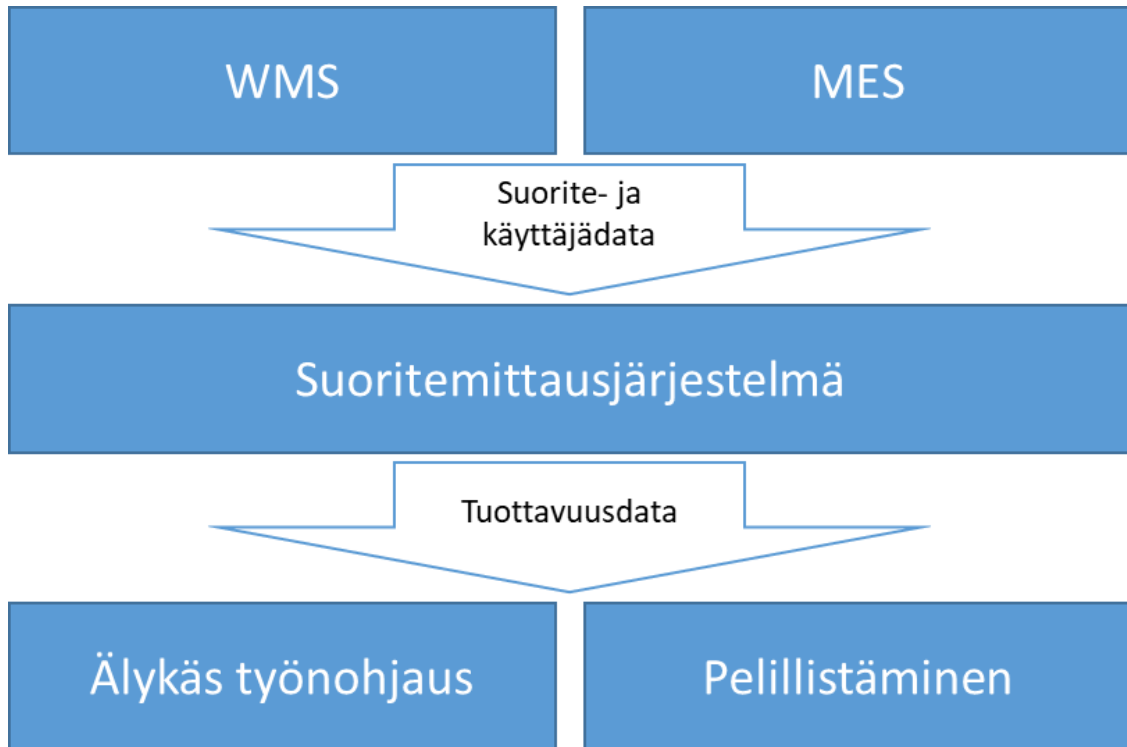 WMS
MES
Suorite- ja
käyttäjädata
Suoritemittausjärjestelmä
Tuottavuusdata
Älykäs työnohjaus
Pelillistäminen